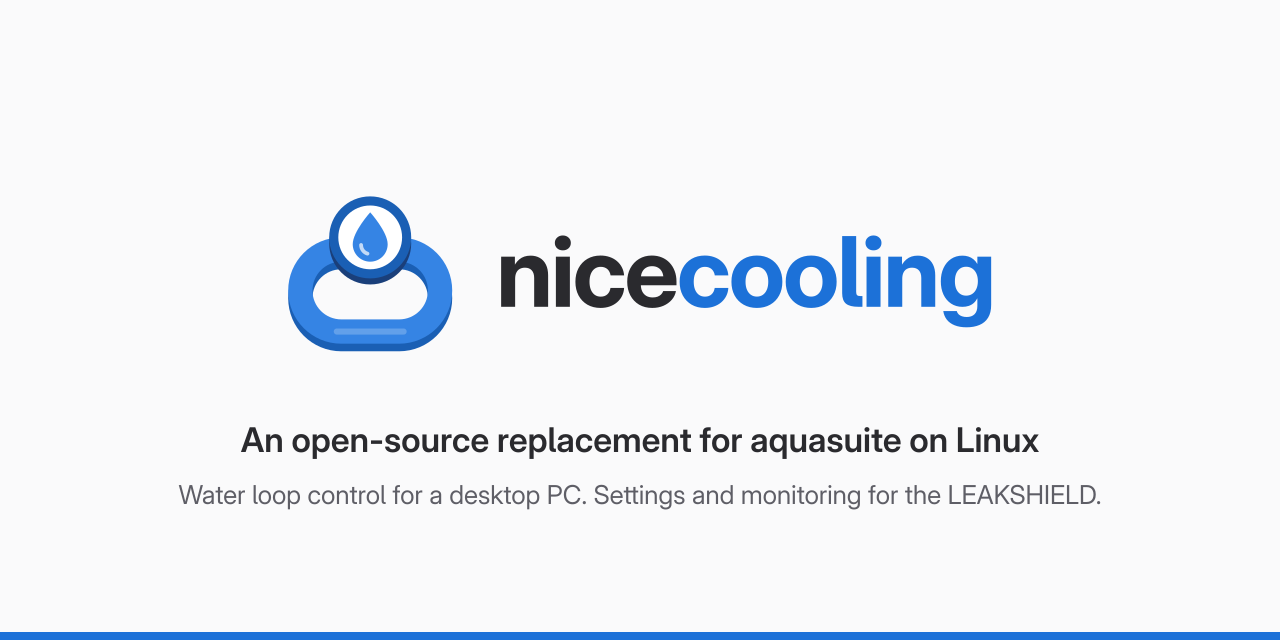 nicecooling
An open-source replacement for aquasuite on Linux
Water loop control for a desktop PC. Settings and monitoring for the LEAKSHIELD.